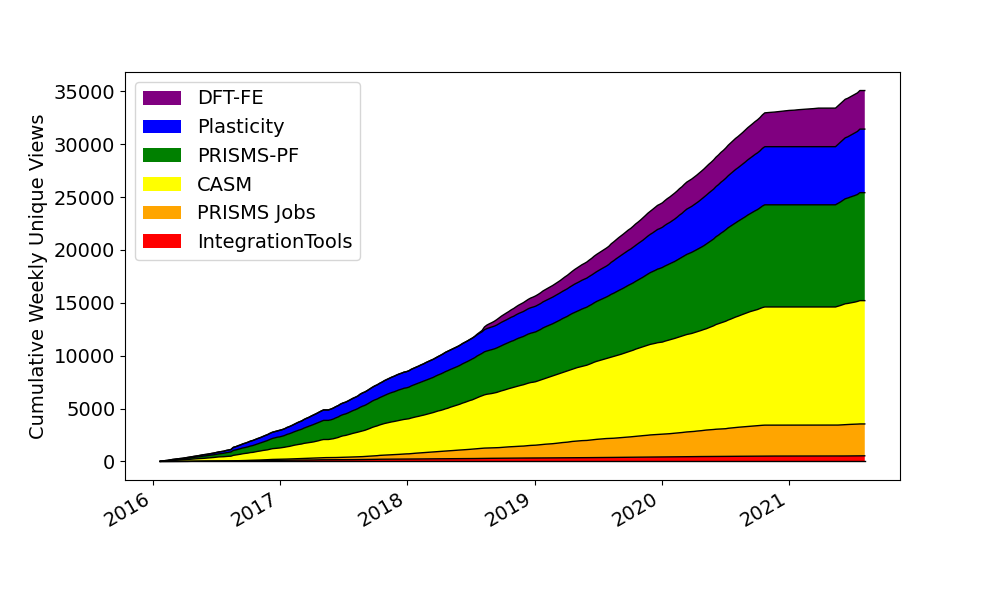 Cumulative Weekly Unique Views
35000
30000
25000
20000
15000
10000
5000
0
DFT-FE
Plasticity
PRISMS-PF
CASM
PRISMS Jobs
IntegrationTools
2016
2017
2018
2019
2020
2021